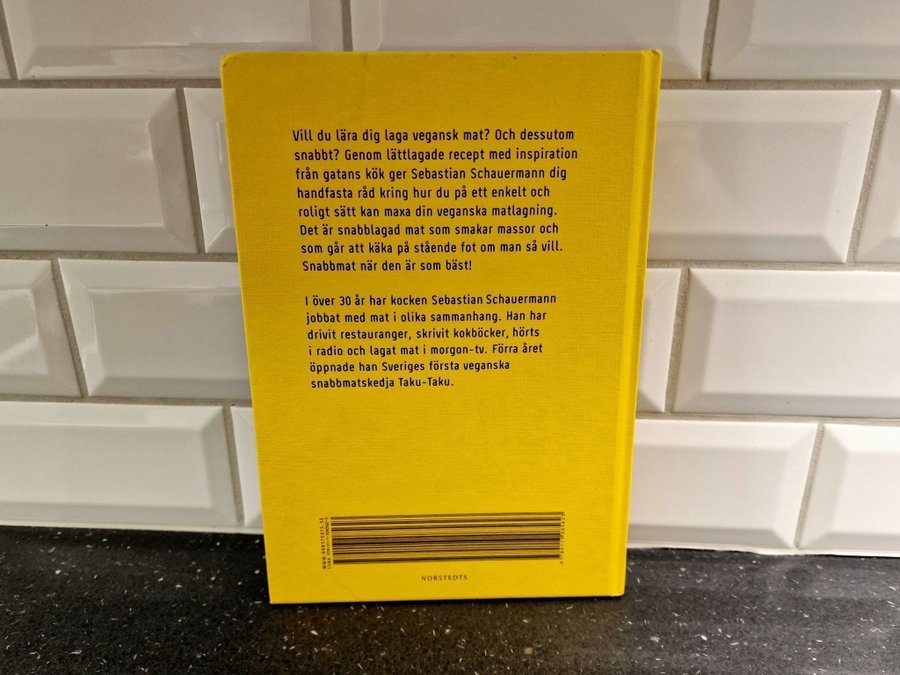 Vill du lära dig laga vegansk mat? Och dessutom
snabbt? Genom lättlagade recept med inspiration
från gatans kök ger Sebastian Schauermann dig
handfasta råd kring hur du på ett enkelt och
roligt sätt kan maxa din veganska matlagning.
Det är snabblagad mat som smakar massor och
som går att käka på stående fot om man så vill.
Snabbmat när den är som bäst!
I över 30 år har kocken Sebastian Schauermann
jobbat med mat i olika sammanhang. Han har
drivit restauranger, skrivit kokböcker, hörts
i radio och lagat mat i morgon-tv. Förra året
öppnade han Sveriges första veganska
snabbmatskedja Taku-Taku.
NORSTEDTS